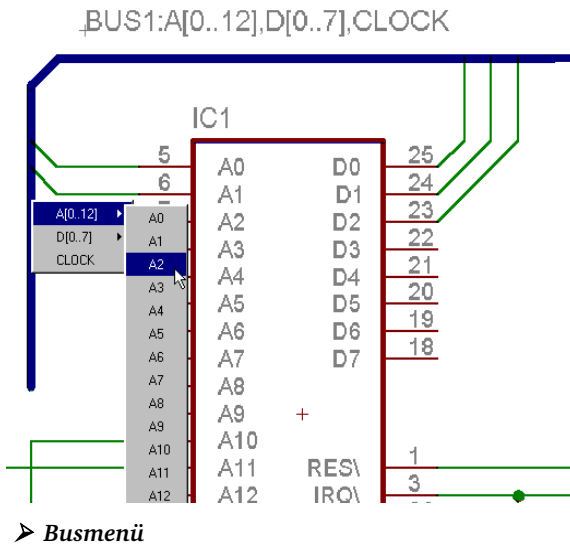 BUS1:A[0..12],D[0..7],CLOCK
IC1
5 A0 D0 25
6 A1 D1 24
A2 D2 23
A3 D3 22
A4 D4 21
A5 D5 20
A6 D6 19
A7 D7 18
A8
A9
A10
A11 RES\ 1
A12 IRQ\ 3
A[0..12]
D[0..7]
CLOCK
A0
A1
A2
A3
A4
A5
A6
A7
A8
A9
A10
A11
A12
➢ Busmenü